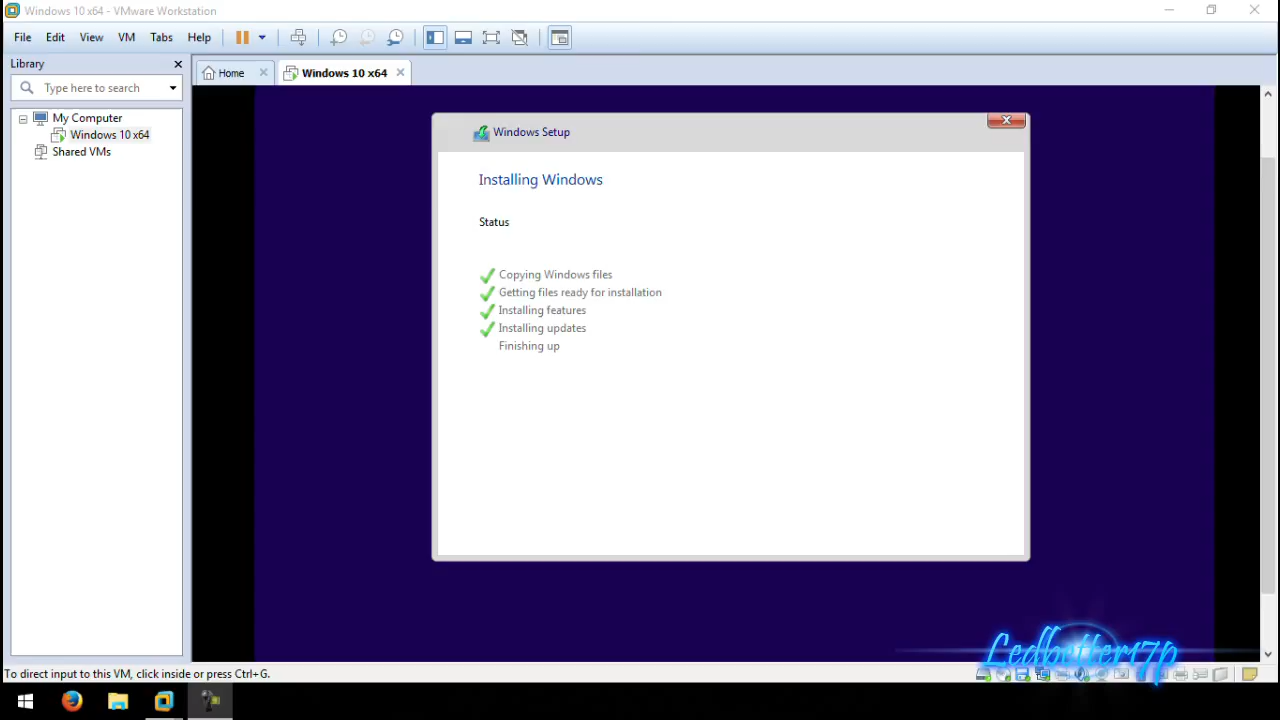 Windows 10 x64 - VMware Workstation
File Edit View VM Tabs Help
Library
Home
Windows 10 x64
Type here to search
My Computer
Windows 10 x64
Shared VMs
Windows Setup
Installing Windows
Status
Copying Windows files
Getting files ready for installation
Installing features
Installing updates
Finishing up
Ledbetter17p
To direct input to this VM, click inside or press Ctrl+G.